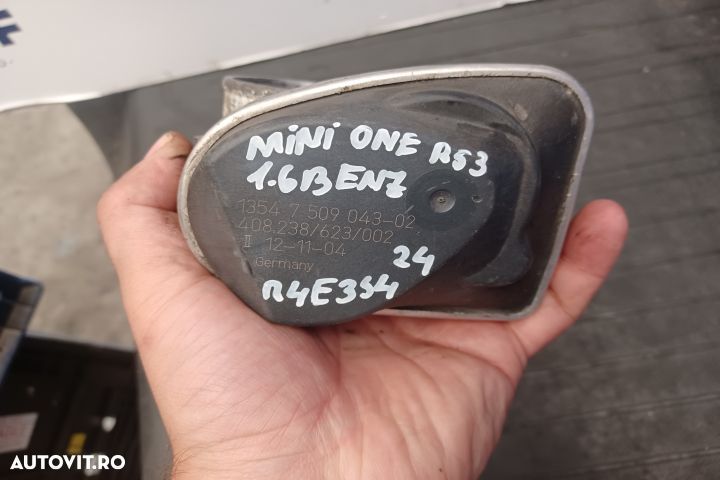 MINI ONE R53
1.6BENZ
1354 7 509 043-02
408.238/623/002
II 12-11-04
24
Germany
R4E3S4
AUTOVIT.RO